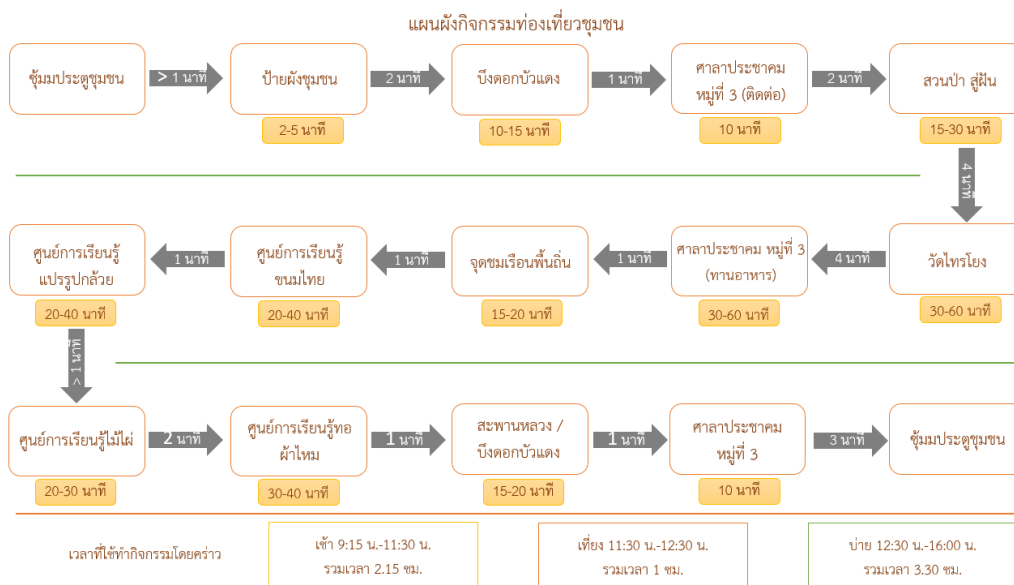 แผนผังกิจกรรมท่องเที่ยวชุมชน
ซุ้มประตูชุมชน
> 1 นาที
ป้ายผังชุมชน
2-5 นาที
2 นาที
บึงดอกบัวแดง
10-15 นาที
1 นาที
ศาลาประชาคม
หมู่ที่ 3 (ติดต่อ)
10 นาที
2 นาที
สวนป่า สู่ฝัน
15-30 นาที
4 นาที
วัดไทรโยง
30-60 นาที
4 นาที
ศาลาประชาคม หมู่ที่ 3
(ทานอาหาร)
30-60 นาที
1 นาที
จุดชมเรือนพื้นถิ่น
15-20 นาที
1 นาที
ศูนย์การเรียนรู้
ขนมไทย
20-40 นาที
1 นาที
ศูนย์การเรียนรู้
แปรรูปกล้วย
20-40 นาที
> 1 นาที
ศูนย์การเรียนรู้ไม้ไผ่
20-30 นาที
2 นาที
ศูนย์การเรียนรู้ทอ
ผ้าไหม
30-40 นาที
1 นาที
สะพานหลวง /
บึงดอกบัวแดง
15-20 นาที
1 นาที
ศาลาประชาคม
หมู่ที่ 3
10 นาที
3 นาที
ซุ้มประตูชุมชน
เวลาที่ใช้ทำกิจกรรมโดยคร่าว
เช้า 9:15 น.-11:30 น.
รวมเวลา 2.15 ชม.
เที่ยง 11:30 น.-12:30 น.
รวมเวลา 1 ชม.
บ่าย 12:30 น.-16:00 น.
รวมเวลา 3.30 ชม.